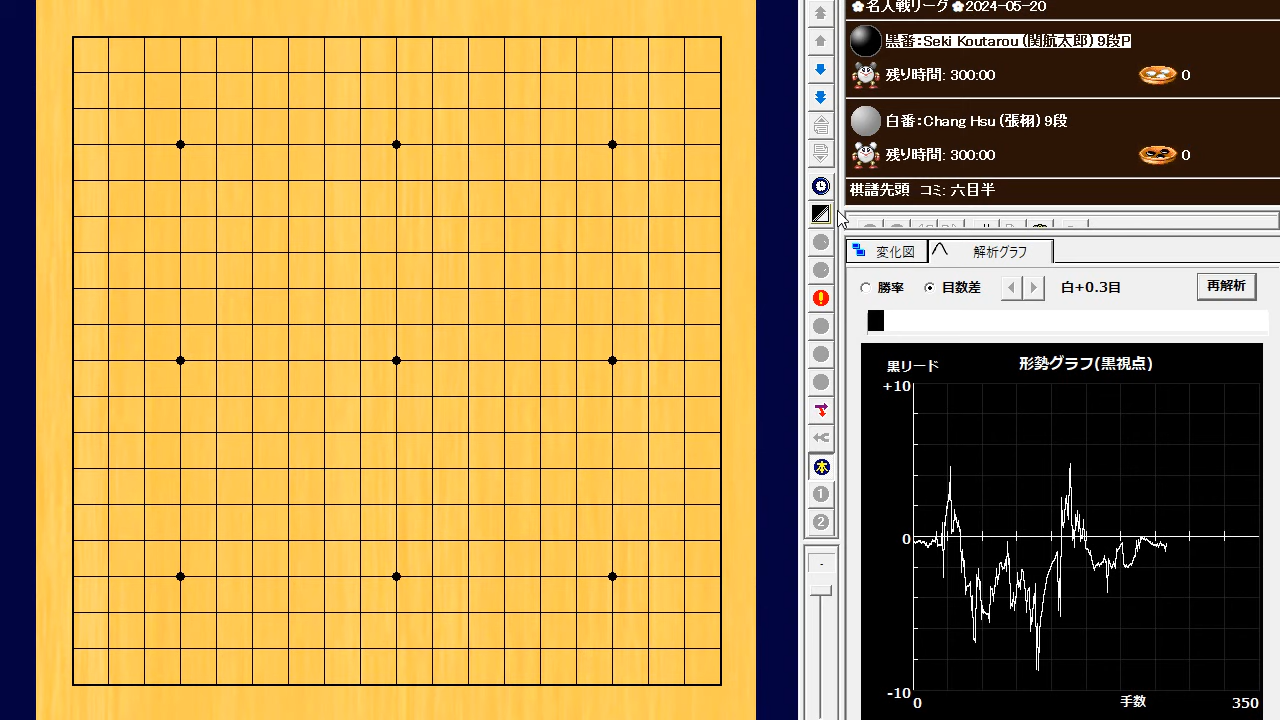 ✿名人戦リーグ✿2024-05-20
黒番:Seki Koutarou (関航太郎) 9段P
残り時間: 300:00
0
白番:Chang Hsu (張栩) 9段
残り時間: 300:00
0
棋譜先頭 コミ: 六目半
変化図
解析グラフ
勝率
目数差
白+0.3目
再解析
黒リード
形勢グラフ(黒視点)
+10
0
-10
0
手数
350
本
1
2
-